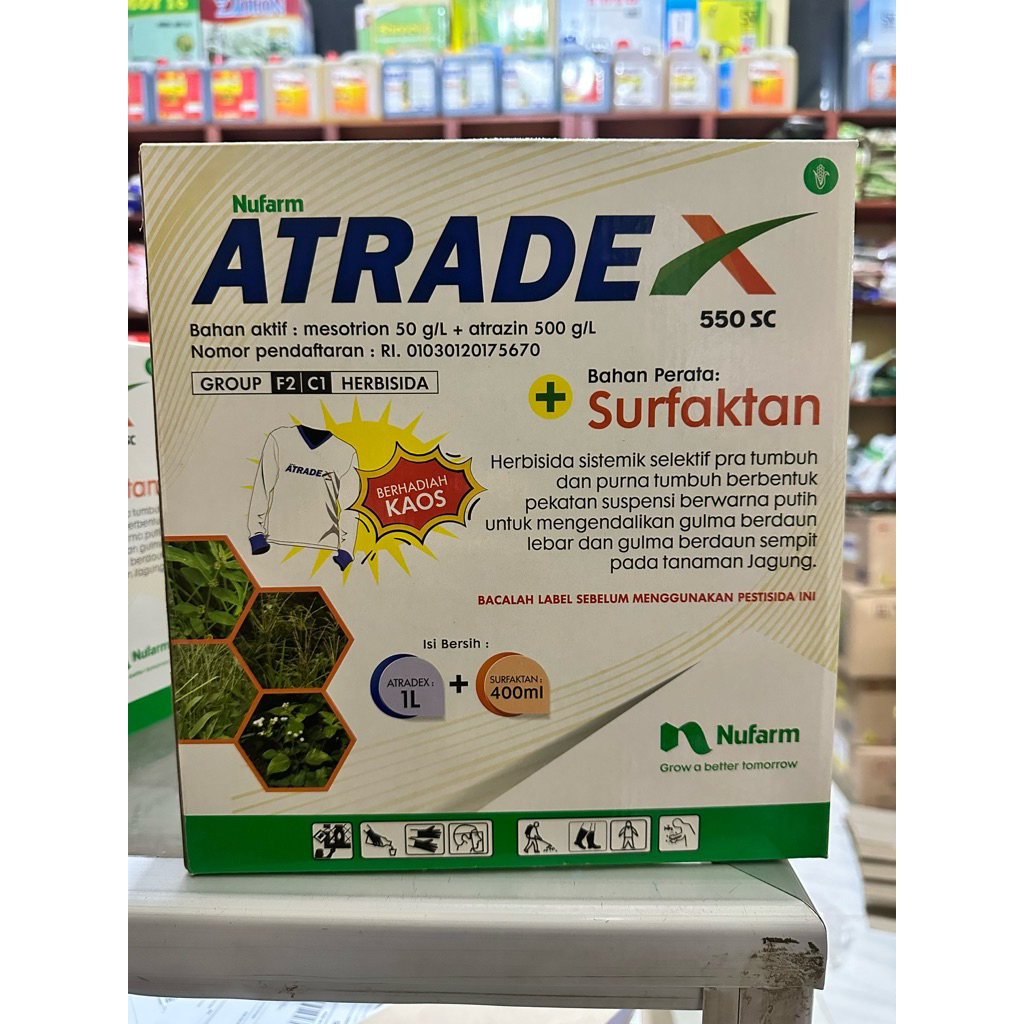 Nufarm
ATRADEX
550 SC
Bahan aktif : mesotrion 50 g/L + atrazin 500 g/L
Nomor pendaftaran : RI. 01030120175670
GROUP F2 C1 HERBISIDA
+ Bahan Perata:
Surfaktan
ATRADEX
BERHADIAH
KAOS
Herbisida sistemik selektif pra tumbuh
dan purna tumbuh berbentuk
pekatan suspensi berwarna putih
untuk mengendalikan gulma berdaun
lebar dan gulma berdaun sempit
pada tanaman Jagung.
BACALAH LABEL SEBELUM MENGGUNAKAN PESTISIDA INI
Isi Bersih :
ATRADEX :
1L
+
SURFAKTAN :
400ml
Nufarm
Grow a better tomorrow
Nufarm